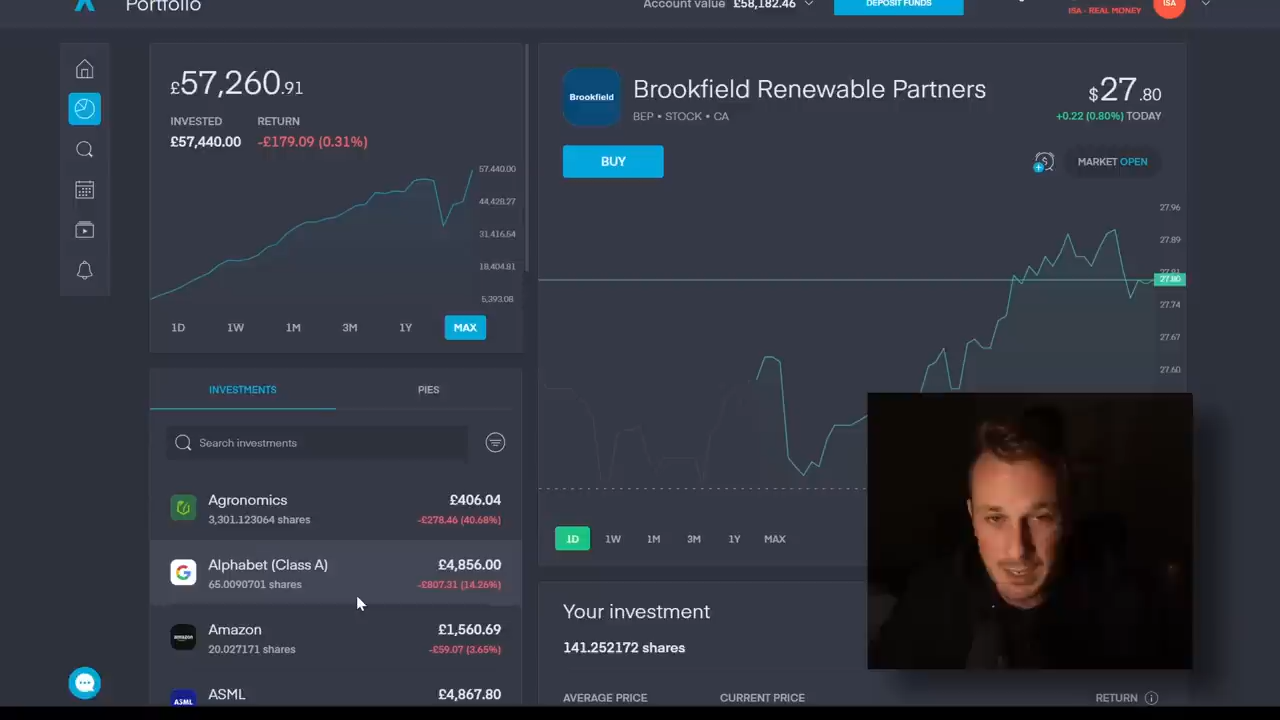 Portfolio
Account value £58,182.46
DEPOSIT FUNDS
ISA - REAL MONEY
ISA
£57,260.91
INVESTED RETURN
£57,440.00 -£179.09 (0.31%)
57,440.00
44,428.27
31,416.54
18,404.81
5,393.08
1D 1W 1M 3M 1Y MAX
INVESTMENTS PIES
Search investments
Agronomics £406.04
3,301.123064 shares -£278.46 (40.68%)
Alphabet (Class A) £4,856.00
65.0090701 shares -£807.31 (14.26%)
Amazon £1,560.69
amazon
20.027171 shares -£59.07 (3.65%)
ASML £4,867.80
ASML
Brookfield
Brookfield Renewable Partners $27.80
BEP • STOCK • CA +0.22 (0.80%) TODAY
BUY
MARKET OPEN
27.96
27.89
27.81
27.80
27.74
27.67
27.60
1D 1W 1M 3M 1Y MAX
Your investment
141.252172 shares
AVERAGE PRICE CURRENT PRICE RETURN